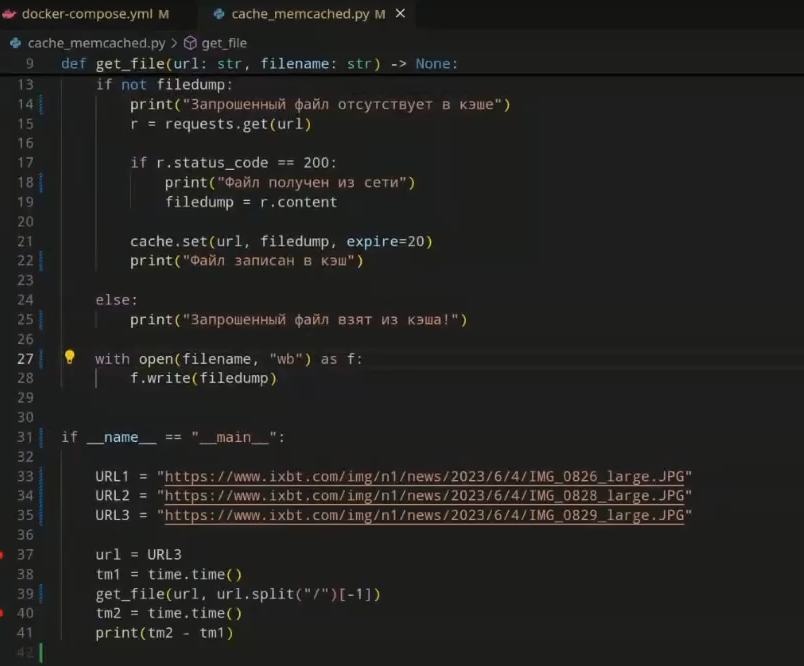 docker-compose.yml M
cache_memcached.py M ×
cache_memcached.py > get_file
9 def get_file(url: str, filename: str) -> None:
13 if not filedump:
14 print("Запрошенный файл отсутствует в кэше")
15 r = requests.get(url)
16
17 if r.status_code == 200:
18 print("Файл получен из сети")
19 filedump = r.content
20
21 cache.set(url, filedump, expire=20)
22 print("Файл записан в кэш")
23
24 else:
25 print("Запрошенный файл взят из кэша!")
26
27 with open(filename, "wb") as f:
28 f.write(filedump)
29
30
31 if __name__ == "__main__":
32
33 URL1 = "https://www.ixbt.com/img/n1/news/2023/6/4/IMG_0826_large.JPG"
34 URL2 = "https://www.ixbt.com/img/n1/news/2023/6/4/IMG_0828_large.JPG"
35 URL3 = "https://www.ixbt.com/img/n1/news/2023/6/4/IMG_0829_large.JPG"
36
37 url = URL3
38 tm1 = time.time()
39 get_file(url, url.split("/")[-1])
40 tm2 = time.time()
41 print(tm2 - tm1)
42